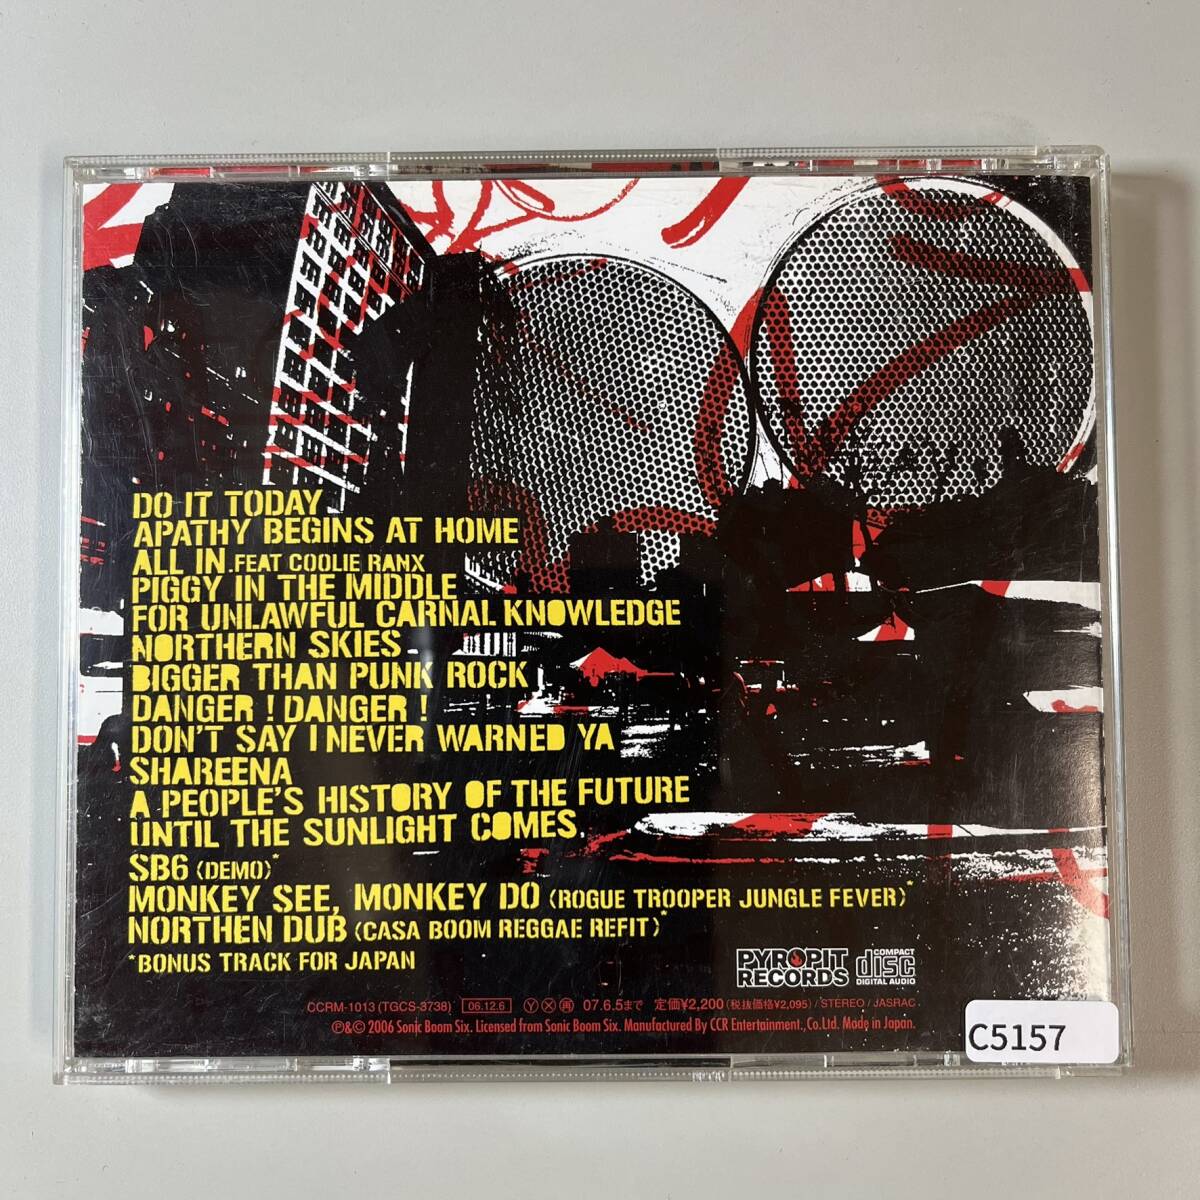 DO IT TODAY
APATHY BEGINS AT HOME
ALL IN. FEAT COOLIE RANX
PIGGY IN THE MIDDLE
FOR UNLAWFUL CARNAL KNOWLEDGE
NORTHERN SKIES
BIGGER THAN PUNK ROCK
DANGER ! DANGER !
DON'T SAY I NEVER WARNED YA
SHAREENA
A PEOPLE'S HISTORY OF THE FUTURE
UNTIL THE SUNLIGHT COMES
SB6 (DEMO)*
MONKEY SEE, MONKEY DO (ROGUE TROOPER JUNGLE FEVER)*
NORTHEN DUB (CASA BOOM REGGAE REFIT)*
*BONUS TRACK FOR JAPAN
PYROPIT
RECORDS
COMPACT
disc
DIGITAL AUDIO
CCRM-1013 (TGCS-3738) 06.12.6 Ⓨ Ⓧ ㊢ 07.6.5まで 定価¥2,200 (税抜価格¥2,095) / STEREO / JASRAC
℗&© 2006 Sonic Boom Six. Licensed from Sonic Boom Six. Manufactured By CCR Entertainment,.Co,Ltd. Made in Japan.
C5157